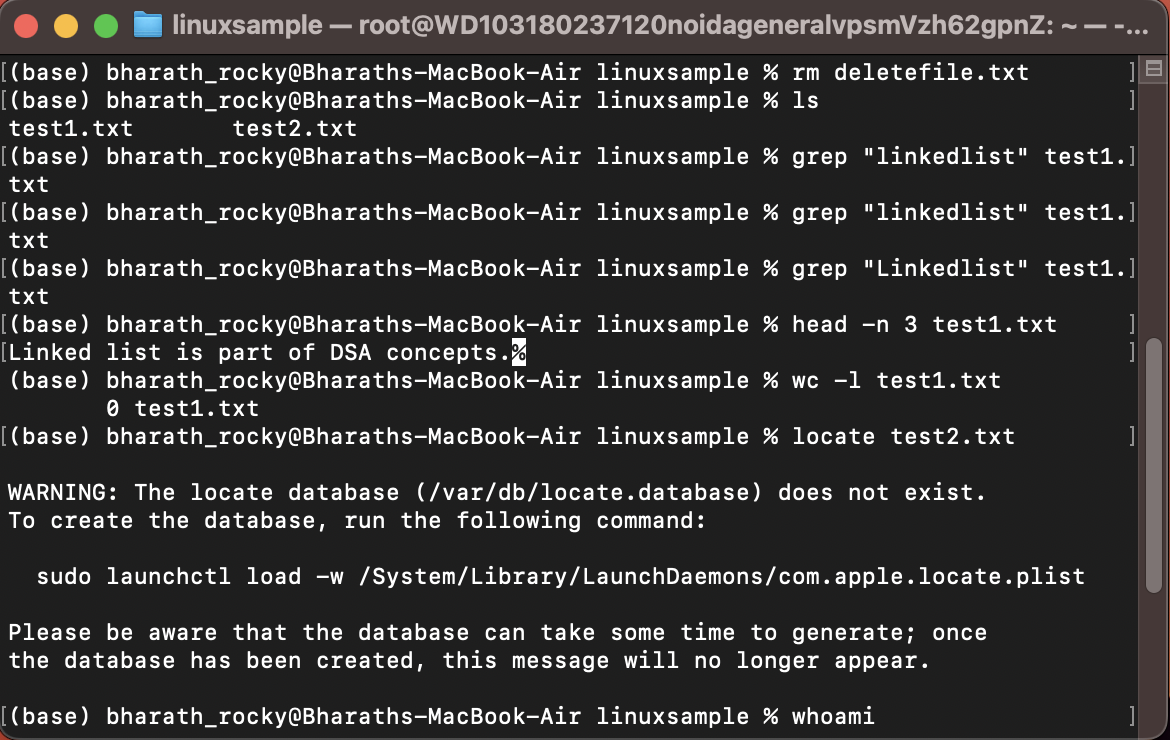 linuxsample — root@WD103180237120noidageneralvpsmVzh62gpnZ: ~ — -...
[(base) bharath_rocky@Bharaths-MacBook-Air linuxsample % rm deletefile.txt ]
[(base) bharath_rocky@Bharaths-MacBook-Air linuxsample % ls ]
test1.txt test2.txt
[(base) bharath_rocky@Bharaths-MacBook-Air linuxsample % grep "linkedlist" test1.]
txt
[(base) bharath_rocky@Bharaths-MacBook-Air linuxsample % grep "linkedlist" test1.]
txt
[(base) bharath_rocky@Bharaths-MacBook-Air linuxsample % grep "Linkedlist" test1.]
txt
[(base) bharath_rocky@Bharaths-MacBook-Air linuxsample % head -n 3 test1.txt ]
[Linked list is part of DSA concepts.% ]
(base) bharath_rocky@Bharaths-MacBook-Air linuxsample % wc -l test1.txt
0 test1.txt
[(base) bharath_rocky@Bharaths-MacBook-Air linuxsample % locate test2.txt ]
WARNING: The locate database (/var/db/locate.database) does not exist.
To create the database, run the following command:
sudo launchctl load -w /System/Library/LaunchDaemons/com.apple.locate.plist
Please be aware that the database can take some time to generate; once
the database has been created, this message will no longer appear.
[(base) bharath_rocky@Bharaths-MacBook-Air linuxsample % whoami ]